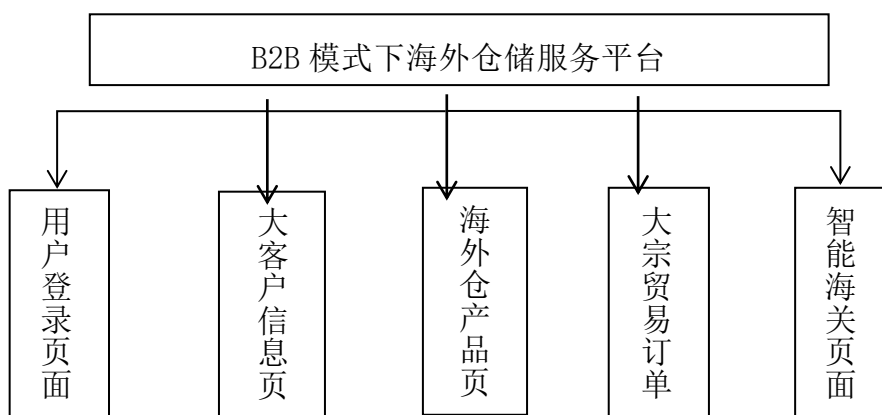 B2B 模式下海外仓储服务平台
用户登录页面
大客户信息页
海外仓产品页
大宗贸易订单
智能海关页面